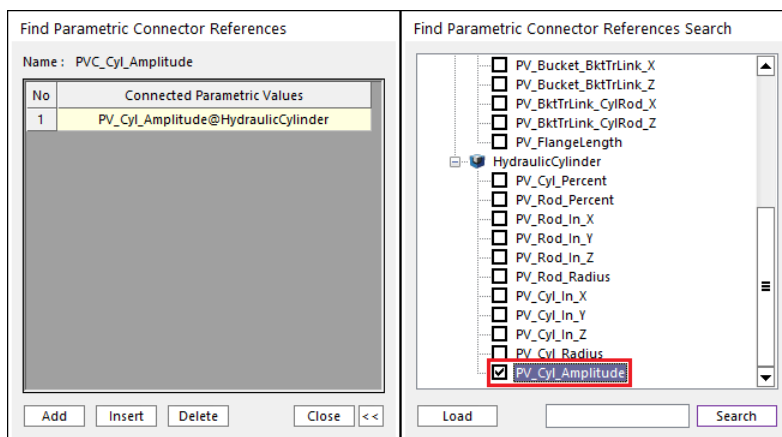 Find Parametric Connector References
Name : PVC_Cyl_Amplitude
No Connected Parametric Values
1 PV_Cyl_Amplitude@HydraulicCylinder
Add Insert Delete Close <<
Find Parametric Connector References Search
PV_Bucket_BktTrLink_X
PV_Bucket_BktTrLink_Z
PV_BktTrLink_CylRod_X
PV_BktTrLink_CylRod_Z
PV_FlangeLength
HydraulicCylinder
PV_Cyl_Percent
PV_Rod_Percent
PV_Rod_In_X
PV_Rod_In_Y
PV_Rod_In_Z
PV_Rod_Radius
PV_Cyl_In_X
PV_Cyl_In_Y
PV_Cyl_In_Z
PV_Cyl_Radius
PV_Cyl_Amplitude
Load Search